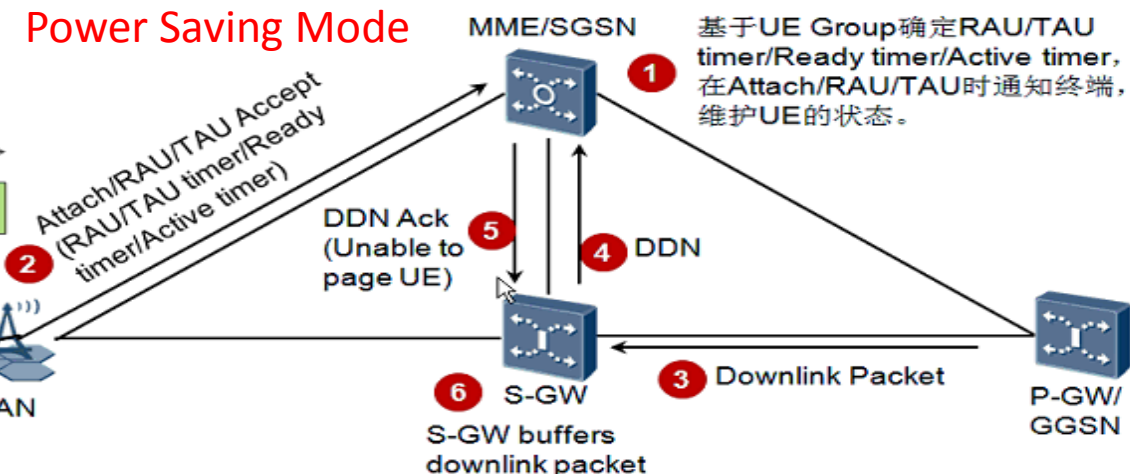 Power Saving Mode
MME/SGSN
1
基于UE Group确定RAU/TAU
timer/Ready timer/Active timer，
在Attach/RAU/TAU时通知终端，
维护UE的状态。
Attach/RAU/TAU Accept
(RAU/TAU timer/Ready
timer/Active timer)
2
DDN Ack
(Unable to
page UE)
5
4
DDN
3
Downlink Packet
6
S-GW
S-GW buffers
downlink packet
P-GW/
GGSN
AN